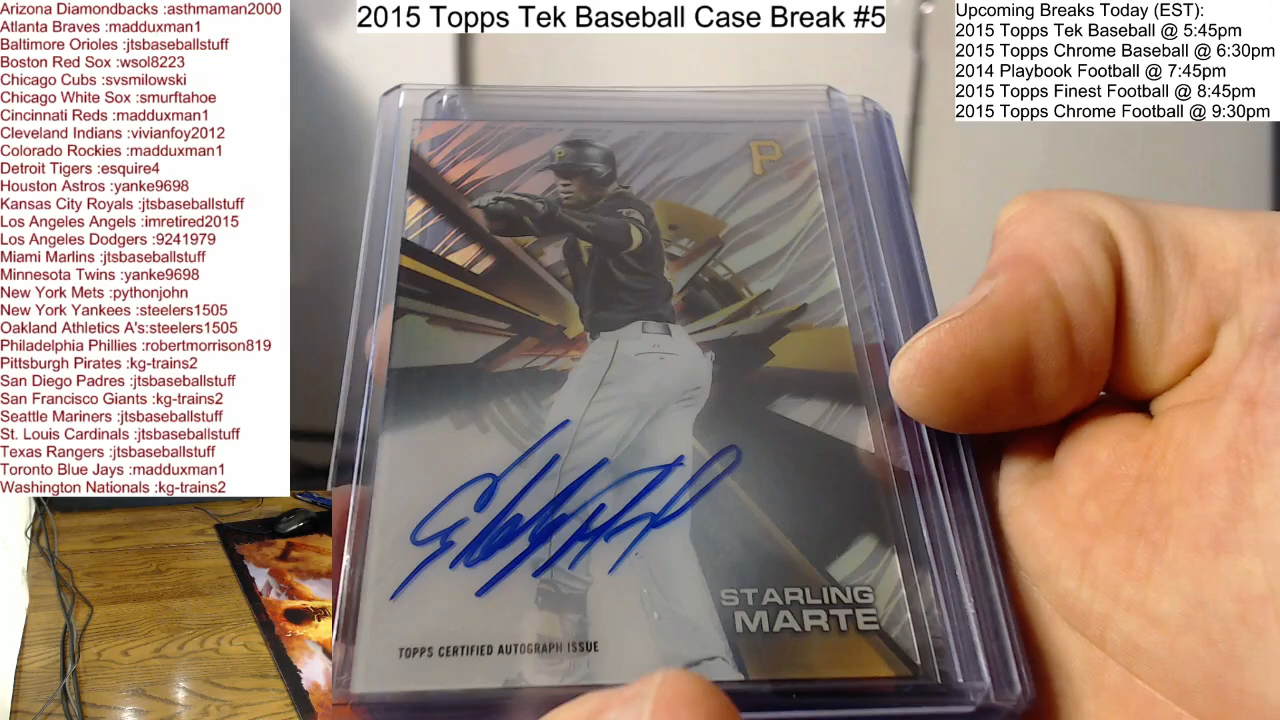 Arizona Diamondbacks :asthmaman2000
Atlanta Braves :madduxman1
Baltimore Orioles :jtsbaseballstuff
Boston Red Sox :wsol8223
Chicago Cubs :svsmilowski
Chicago White Sox :smurftahoe
Cincinnati Reds :madduxman1
Cleveland Indians :vivianfoy2012
Colorado Rockies :madduxman1
Detroit Tigers :esquire4
Houston Astros :yanke9698
Kansas City Royals :jtsbaseballstuff
Los Angeles Angels :imretired2015
Los Angeles Dodgers :9241979
Miami Marlins :jtsbaseballstuff
Minnesota Twins :yanke9698
New York Mets :pythonjohn
New York Yankees :steelers1505
Oakland Athletics A's:steelers1505
Philadelphia Phillies :robertmorrison819
Pittsburgh Pirates :kg-trains2
San Diego Padres :jtsbaseballstuff
San Francisco Giants :kg-trains2
Seattle Mariners :jtsbaseballstuff
St. Louis Cardinals :jtsbaseballstuff
Texas Rangers :jtsbaseballstuff
Toronto Blue Jays :madduxman1
Washington Nationals :kg-trains2
2015 Topps Tek Baseball Case Break #5
Upcoming Breaks Today (EST):
2015 Topps Tek Baseball @ 5:45pm
2015 Topps Chrome Baseball @ 6:30pm
2014 Playbook Football @ 7:45pm
2015 Topps Finest Football @ 8:45pm
2015 Topps Chrome Football @ 9:30pm
P
P
STARLING
MARTE
TOPPS CERTIFIED AUTOGRAPH ISSUE